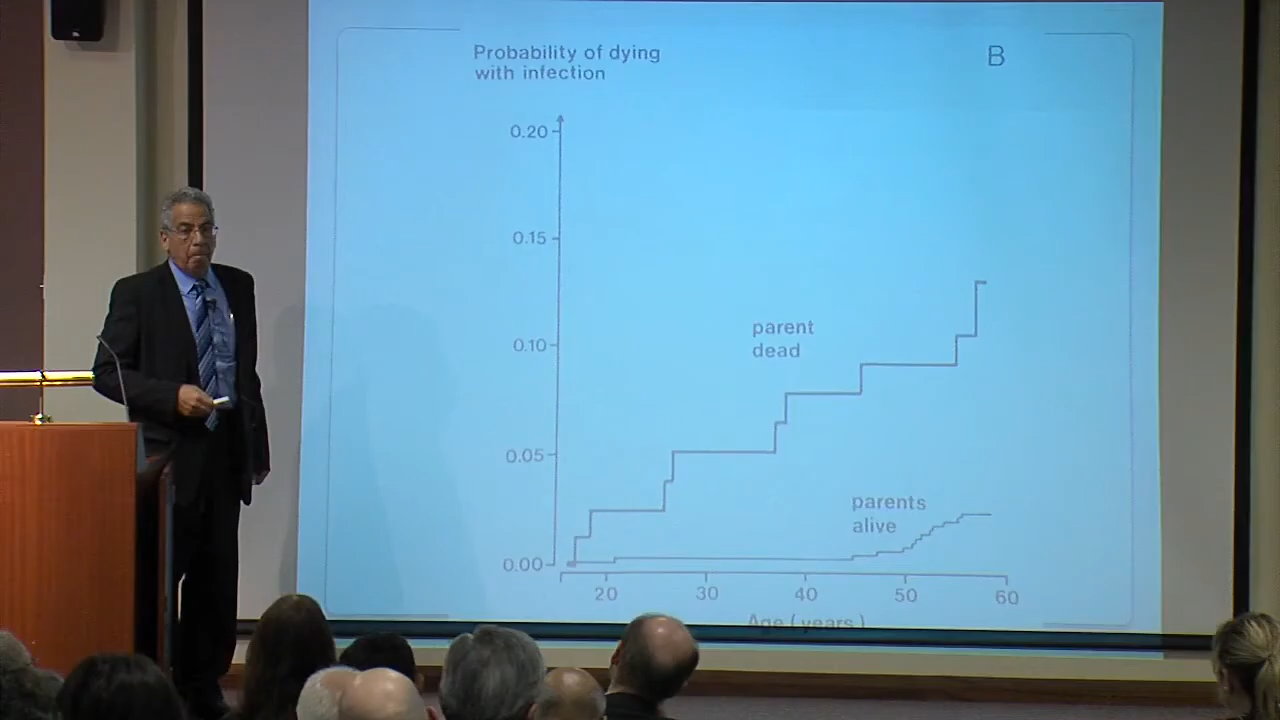 Probability of dying
with infection
B
0.20
0.15
parent
dead
0.10
0.05
parents
alive
0.00
20 30 40 50 60
Age (years)